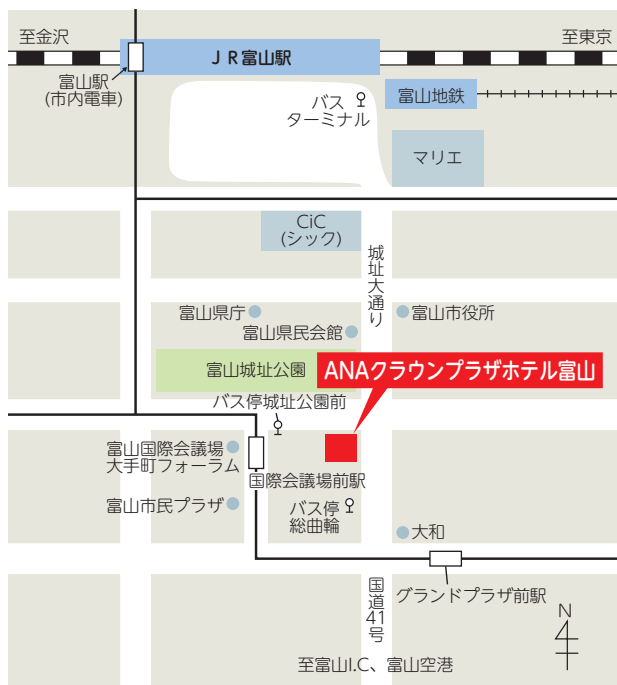 至金沢
至東京
JR富山駅
富山駅
(市内電車)
バス
ターミナル
富山地鉄
マリエ
CiC
(シック)
城址大通り
富山県庁
富山市役所
富山県民会館
富山城址公園
ANAクラウンプラザホテル富山
バス停城址公園前
富山国際会議場
大手町フォーラム
国際会議場前駅
富山市民プラザ
バス停
総曲輪
大和
国道41号
グランドプラザ前駅
N
至富山I.C、富山空港